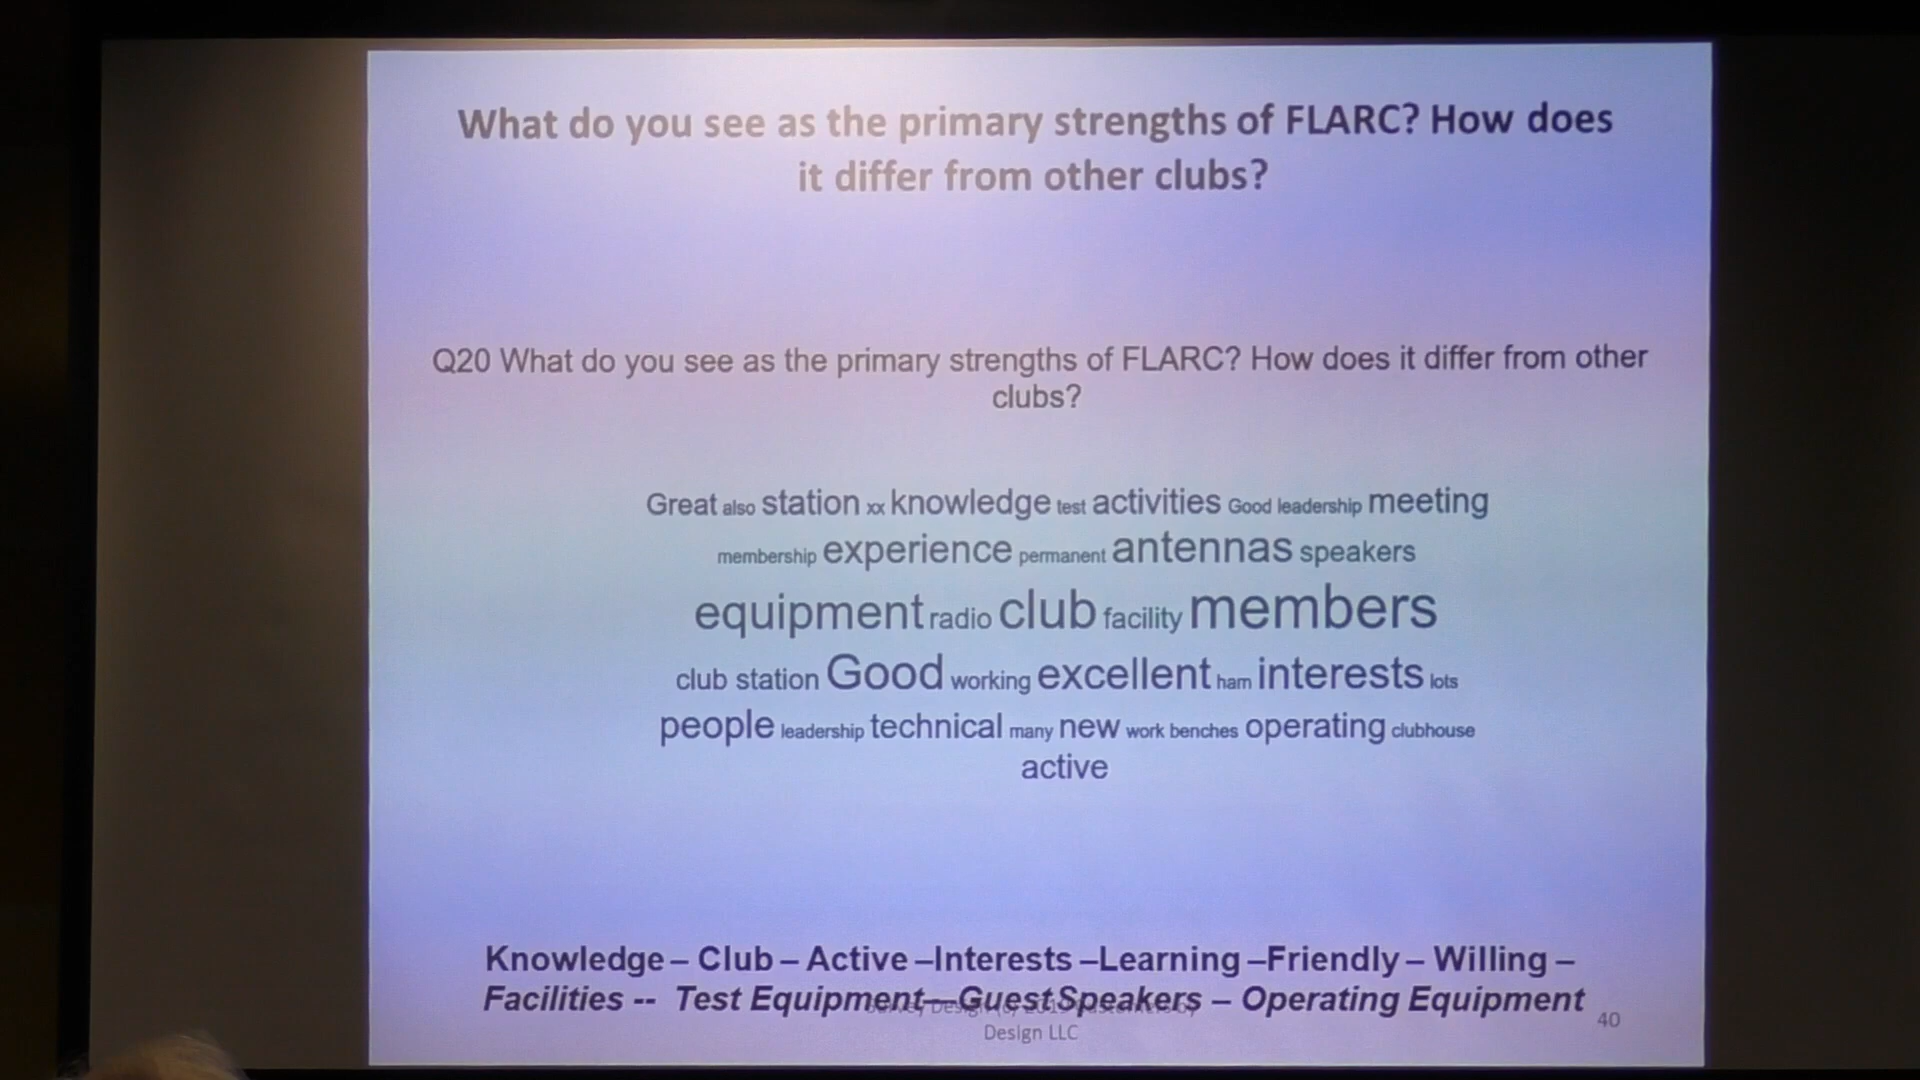 What do you see as the primary strengths of FLARC? How does
it differ from other clubs?
Q20 What do you see as the primary strengths of FLARC? How does it differ from other
clubs?
Great also station xx knowledge test activities Good leadership meeting
membership experience permanent antennas speakers
equipment radio club facility members
club station Good working excellent ham interests lots
people leadership technical many new work benches operating clubhouse
active
Knowledge – Club – Active –Interests –Learning –Friendly – Willing –
Facilities -- Test Equipment—Guest Speakers – Operating Equipment
Design LLC
40